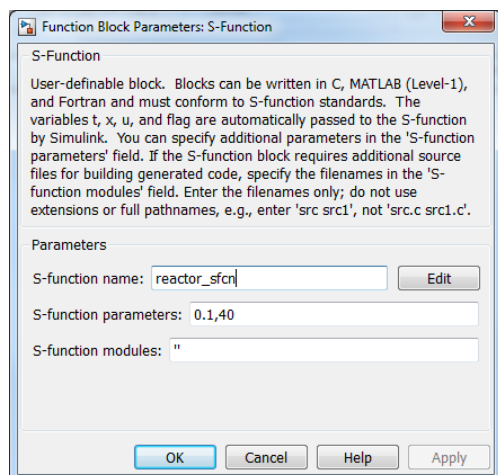 Function Block Parameters: S-Function
S-Function
User-definable block.  Blocks can be written in C, MATLAB (Level-1),
and Fortran and must conform to S-function standards.  The
variables t, x, u, and flag are automatically passed to the S-function
by Simulink.  You can specify additional parameters in the 'S-function
parameters' field. If the S-function block requires additional source
files for building generated code, specify the filenames in the 'S-
function modules' field. Enter the filenames only; do not use
extensions or full pathnames, e.g., enter 'src src1', not 'src.c src1.c'.
Parameters
S-function name: reactor_sfcn Edit
S-function parameters: 0.1,40
S-function modules: ''
OK Cancel Help Apply